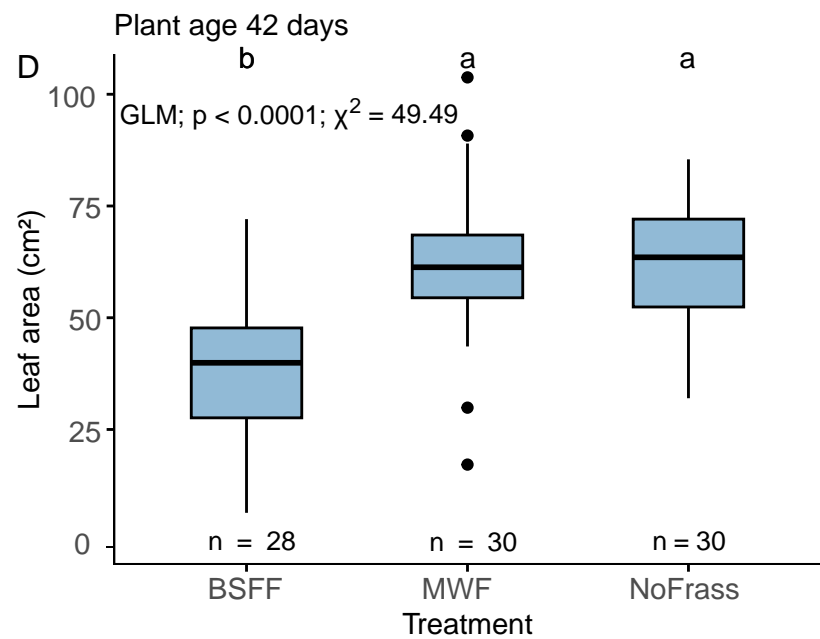 Plant age 42 days
D
b a a
GLM; p < 0.0001; χ² = 49.49
100
75
50
25
0
Leaf area (cm²)
n = 28 n = 30 n = 30
BSFF MWF NoFrass
Treatment